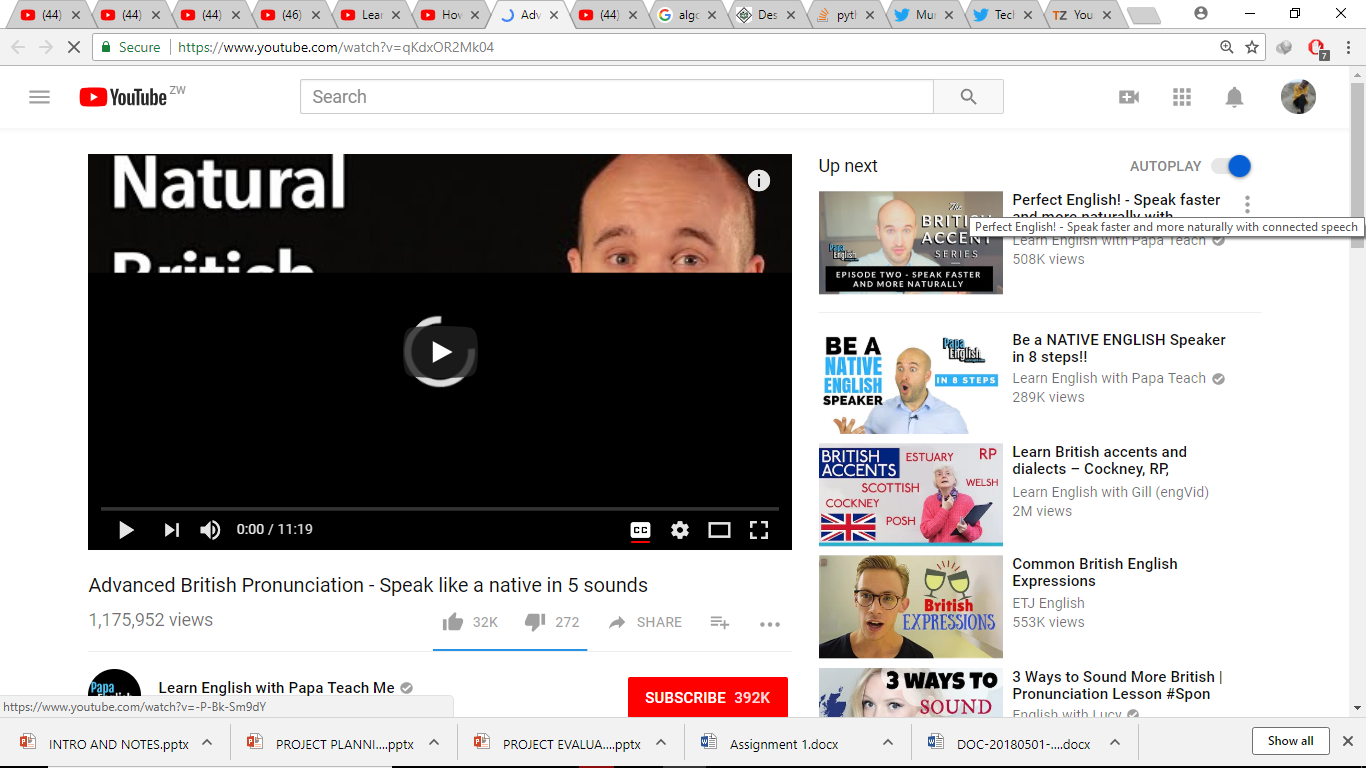 (44)
(44)
(44)
(46)
Lear
How
Adv
(44)
algo
Des
pyth
Mur
Tech
TZ You
Secure https://www.youtube.com/watch?v=qKdxOR2Mk04
7
YouTube ZW
Search
Natural
British
i
0:00 / 11:19
CC
Advanced British Pronunciation - Speak like a native in 5 sounds
1,175,952 views
32K 272 SHARE
Papa
Learn English with Papa Teach Me
SUBSCRIBE 392K
Up next AUTOPLAY
The
BRITISH
ACCENT
SERIES
Papa
English
EPISODE TWO - SPEAK FASTER
AND MORE NATURALLY
Perfect English! - Speak faster
and more naturally with
Perfect English! - Speak faster and more naturally with connected speech
Learn English with Papa Teach
508K views
BE A
NATIVE
ENGLISH
SPEAKER
Papa
English
IN 8 STEPS
Be a NATIVE ENGLISH Speaker
in 8 steps!!
Learn English with Papa Teach
289K views
BRITISH
ACCENTS
ESTUARY
RP
SCOTTISH
WELSH
COCKNEY
POSH
Learn British accents and
dialects – Cockney, RP,
Learn English with Gill (engVid)
2M views
British
EXPRESSIONS
Common British English
Expressions
ETJ English
553K views
3 WAYS TO
SOUND
3 Ways to Sound More British |
Pronunciation Lesson #Spon
English with Lucy
https://www.youtube.com/watch?v=-P-Bk-Sm9dY
INTRO AND NOTES.pptx
PROJECT PLANNI....pptx
PROJECT EVALUA....pptx
Assignment 1.docx
DOC-20180501-....docx
Show all